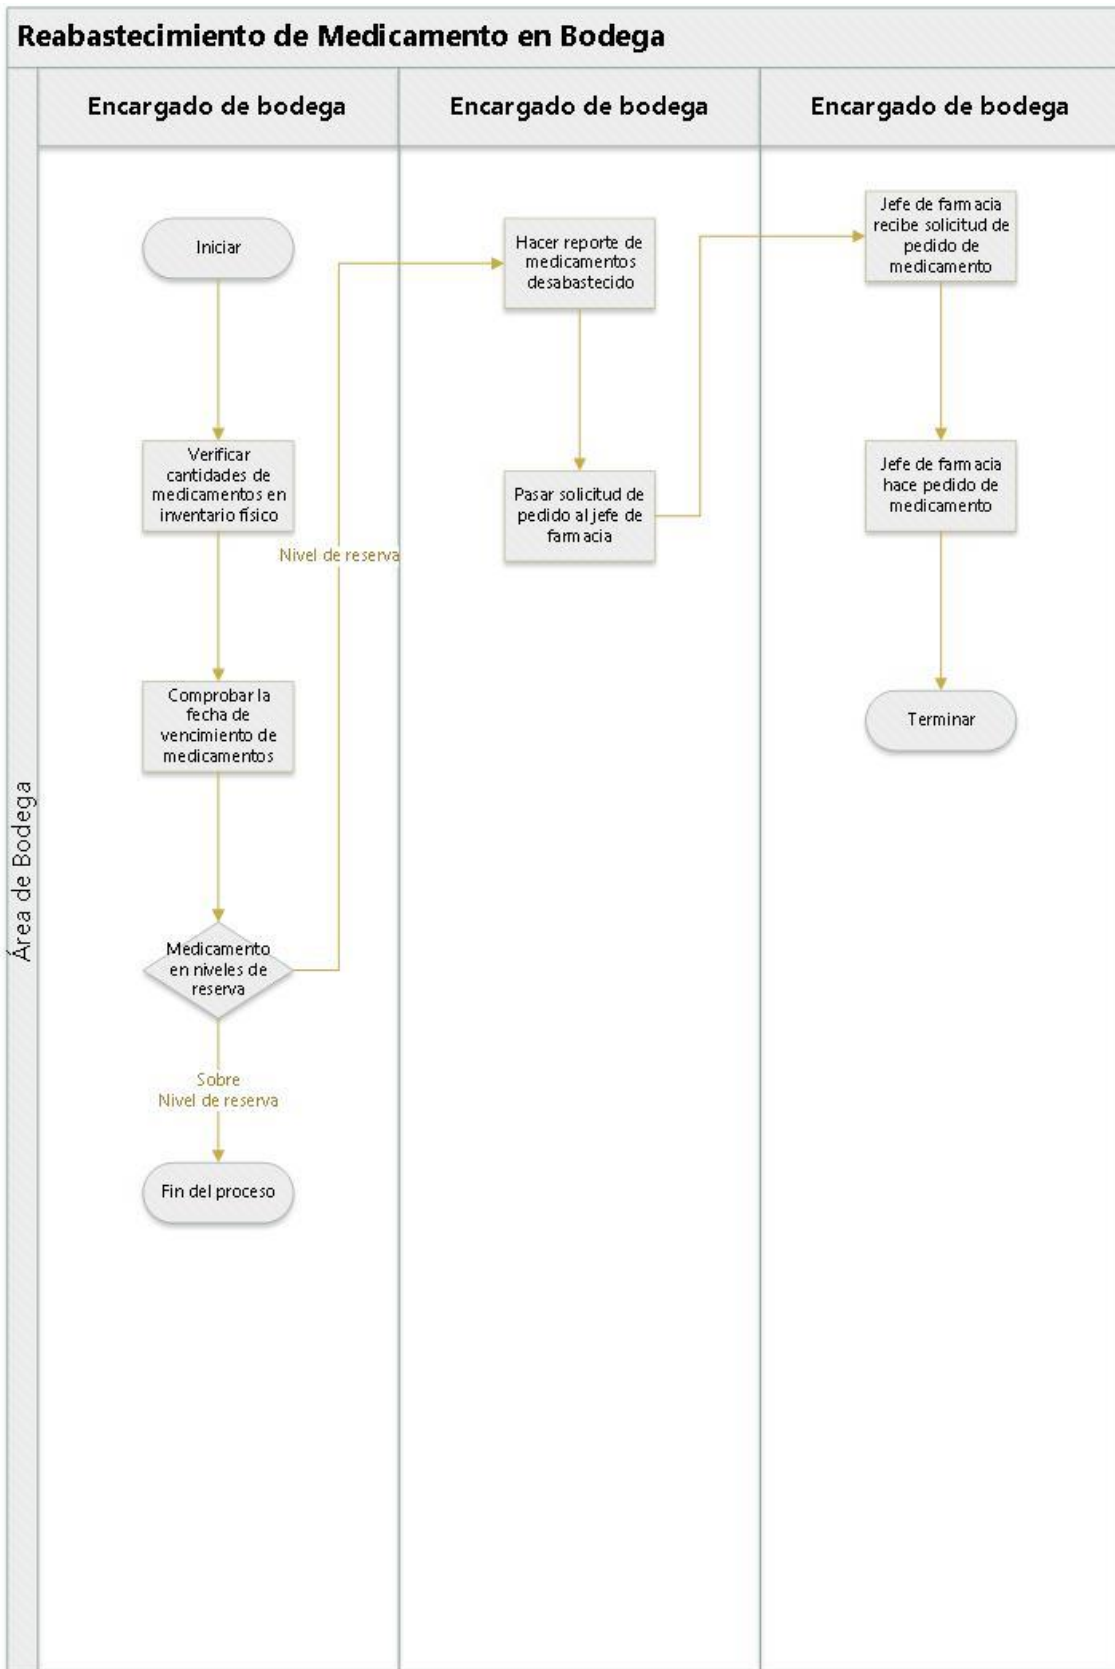 Reabastecimiento de Medicamento en Bodega
Encargado de bodega
Encargado de bodega
Encargado de bodega
Área de Bodega
Iniciar
Verificar
cantidades de
medicamentos en
inventario físico
Comprobar la
fecha de
vencimiento de
medicamentos
Medicamento
en niveles de
reserva
Nivel de reserva
Sobre
Nivel de reserva
Fin del proceso
Hacer reporte de
medicamentos
desabastecido
Pasar solicitud de
pedido al jefe de
farmacia
Jefe de farmacia
recibe solicitud de
pedido de
medicamento
Jefe de farmacia
hace pedido de
medicamento
Terminar